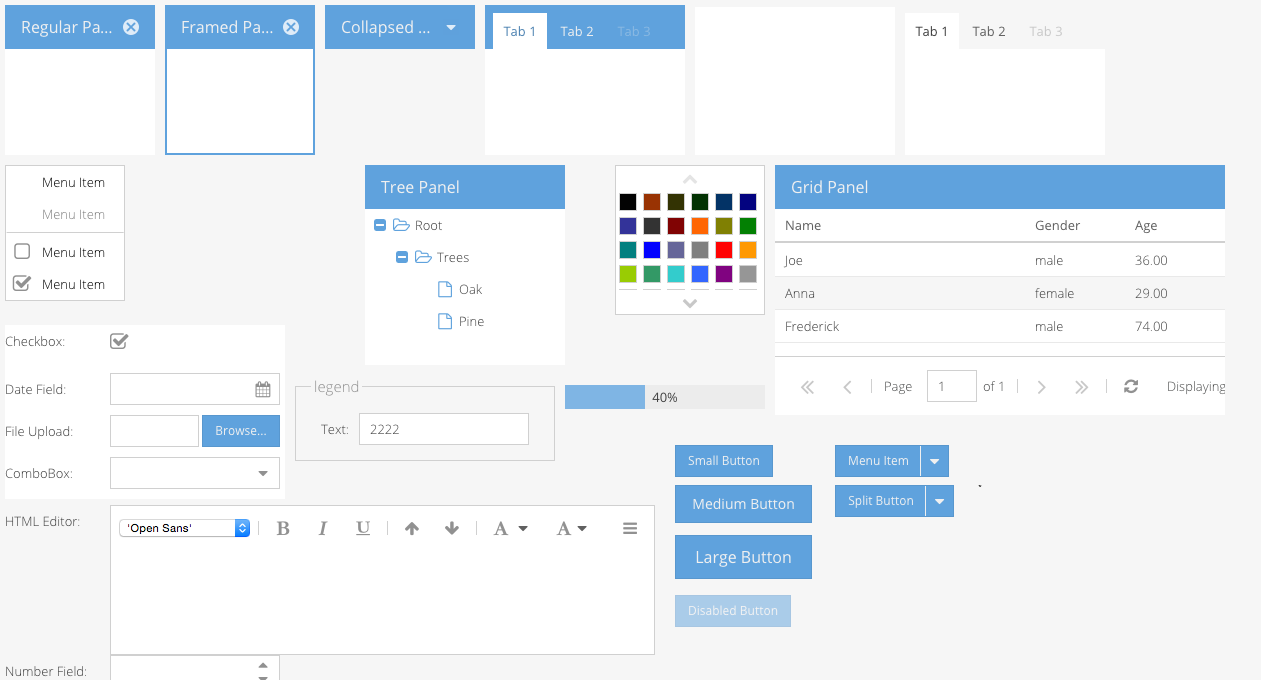 Regular Pa...
Framed Pa...
Collapsed ...
Tab 1 Tab 2 Tab 3
Tab 1 Tab 2 Tab 3
Menu Item
Menu Item
Menu Item
Menu Item
Tree Panel
Root
Trees
Oak
Pine
Grid Panel
Name Gender Age
Joe male 36.00
Anna female 29.00
Frederick male 74.00
Page 1 of 1 Displaying
Checkbox:
Date Field:
File Upload: Browse...
ComboBox:
legend
Text: 2222
40%
Small Button
Medium Button
Large Button
Disabled Button
Menu Item
Split Button
HTML Editor:
'Open Sans' B I U A A
Number Field: